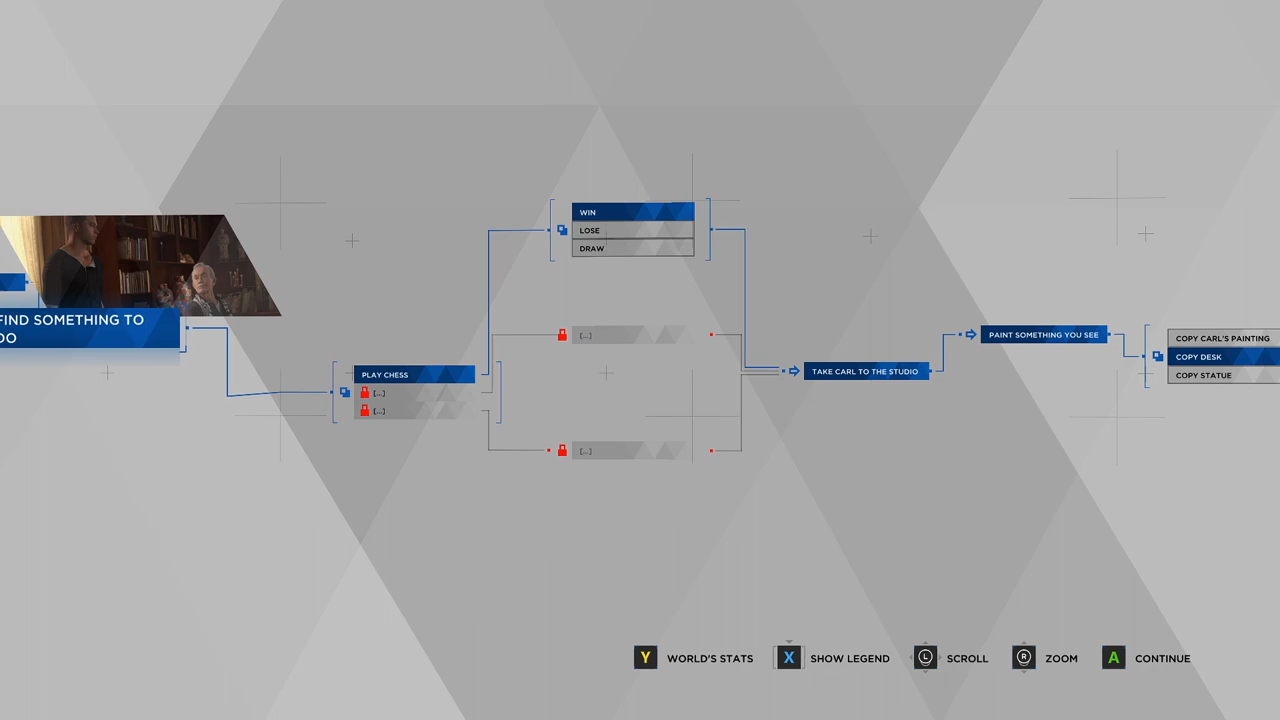 FIND SOMETHING TO
DO
PLAY CHESS
[...]
[...]
WIN
LOSE
DRAW
[...]
[...]
TAKE CARL TO THE STUDIO
PAINT SOMETHING YOU SEE
COPY CARL'S PAINTING
COPY DESK
COPY STATUE
Y WORLD'S STATS X SHOW LEGEND L SCROLL R ZOOM A CONTINUE